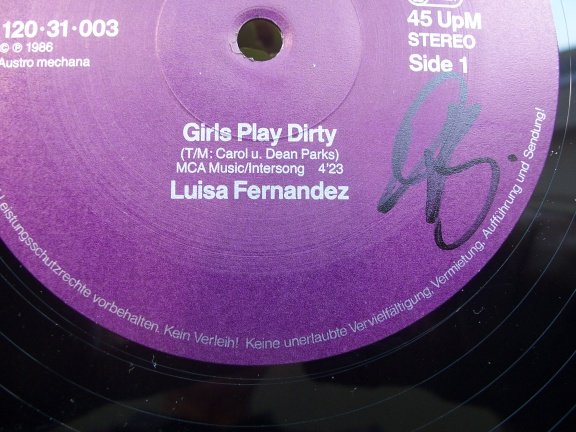 120·31·003
℗ © 1986
Austro mechana
45 UpM
STEREO
Side 1
Girls Play Dirty
(T/M: Carol u. Dean Parks)
MCA Music/Intersong 4'23
Luisa Fernandez
Leistungsschutzrechte vorbehalten. Kein Verleih! Keine unerlaubte Vervielfältigung, Vermietung, Aufführung und Sendung!